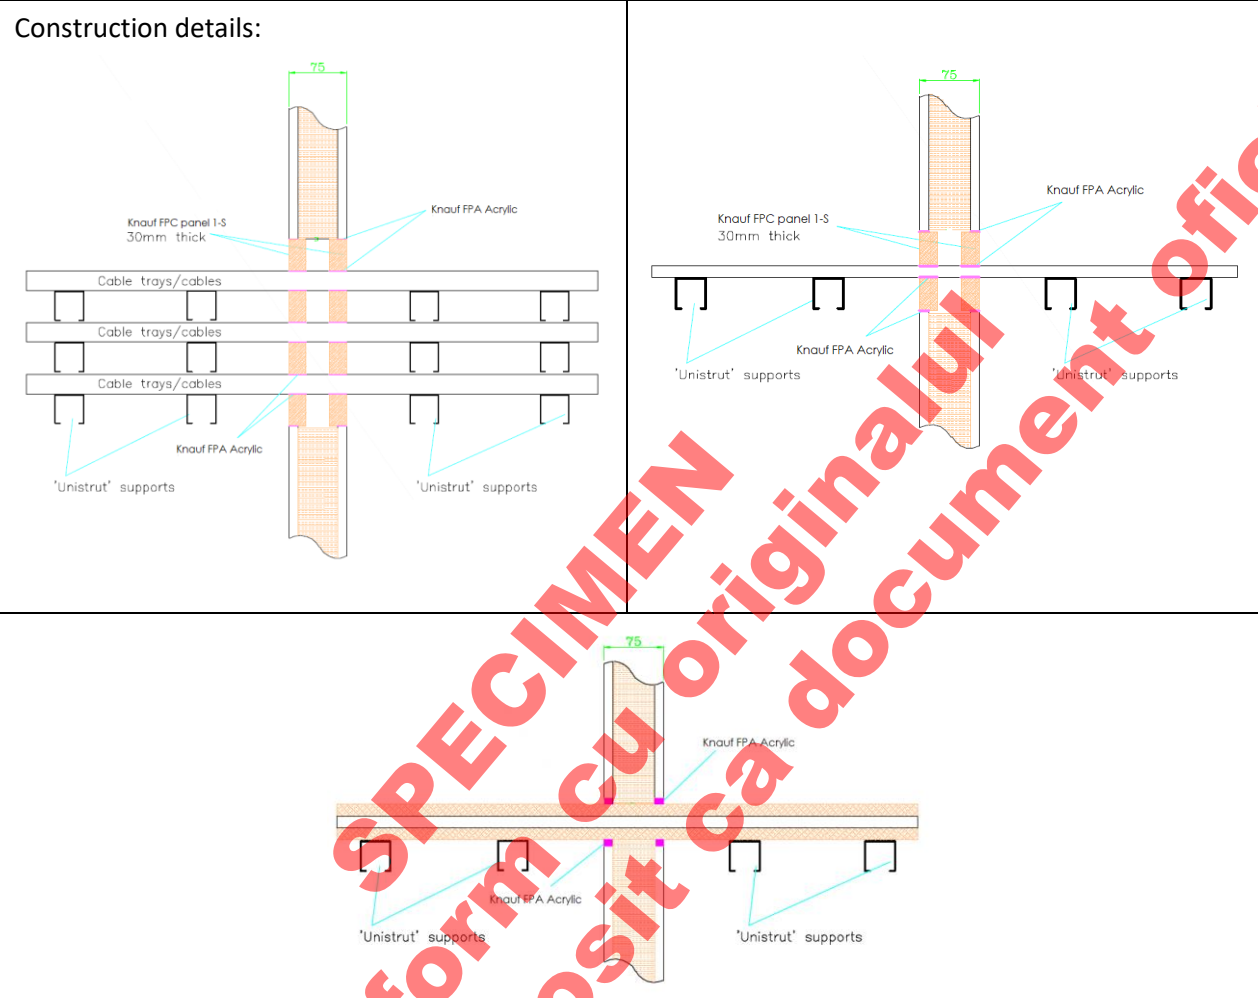 Construction details:
75
Knauf FPA Acrylic
Knauf FPC panel 1-S
30mm thick
Cable trays/cables
Cable trays/cables
Cable trays/cables
Knauf FPA Acrylic
'Unistrut' supports
'Unistrut' supports
75
Knauf FPA Acrylic
Knauf FPC panel 1-S
30mm thick
Knauf FPA Acrylic
'Unistrut' supports
'Unistrut' supports
75
Knauf FPA Acrylic
Knauf FPA Acrylic
'Unistrut' supports
'Unistrut' supports
SPECIMEN
form cu originalul
osit ca document ofic